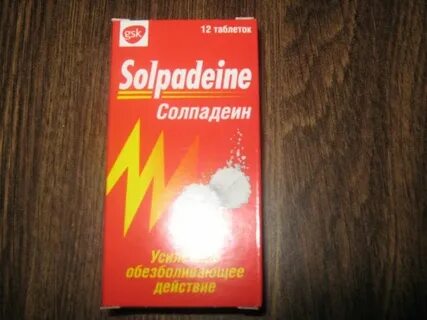 gsk
12 таблеток
Solpadeine
Солпадеин
обезболивающее
действие